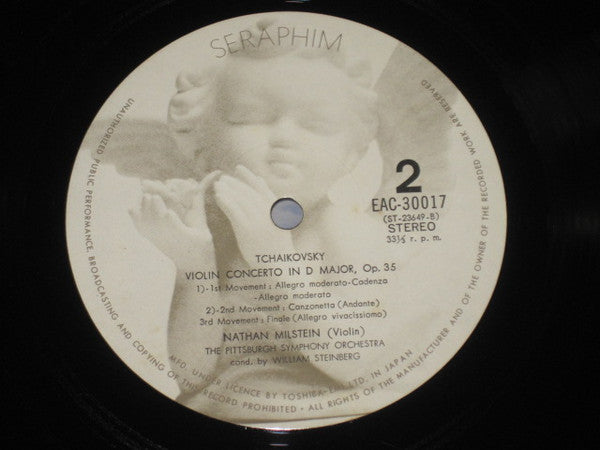 SERAPHIM
2
EAC-30017
(ST-23649-B)
STEREO
33⅓ r. p. m.
TCHAIKOVSKY
VIOLIN CONCERTO IN D MAJOR, Op. 35
1)-1st Movement: Allegro moderato-Cadenza
-Allegro moderato
2)-2nd Movement: Canzonetta (Andante)
3rd Movement: Finale (Allegro vivacissiomo)
NATHAN MILSTEIN (Violin)
THE PITTSBURGH SYMPHONY ORCHESTRA
cond. by WILLIAM STEINBERG
MFD. UNDER LICENCE BY TOSHIBA-EMI LTD. IN JAPAN
UNAUTHORIZED PUBLIC PERFORMANCE, BROADCASTING AND COPYING OF THE RECORD PROHIBITED • ALL RIGHTS OF THE MANUFACTURER AND OF THE OWNER OF THE RECORDED WORK ARE RESERVED